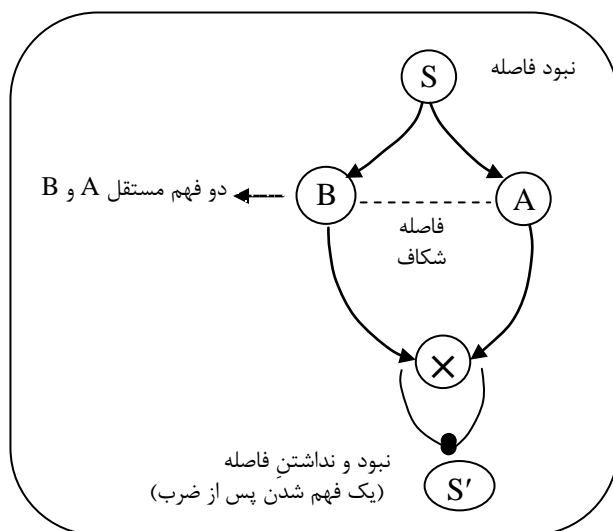 نبود فاصله
S
دو فهم مستقل A و B
B
A
فاصله
شکاف
×
نبود و نداشتنِ فاصله
(یک فهم شدن پس از ضرب)
S′